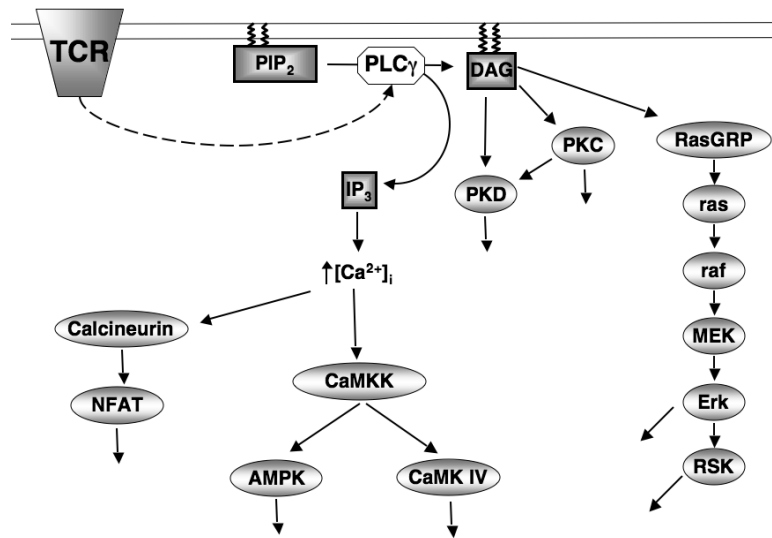 TCR
PIP₂
PLCγ
DAG
PKC
RasGRP
IP₃
PKD
ras
↑[Ca²⁺]ᵢ
raf
Calcineurin
MEK
CaMKK
NFAT
Erk
AMPK
CaMK IV
RSK